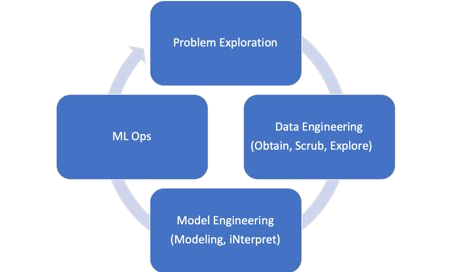 Problem Exploration
Data Engineering
(Obtain, Scrub, Explore)
Model Engineering
(Modeling, iNterpret)
ML Ops